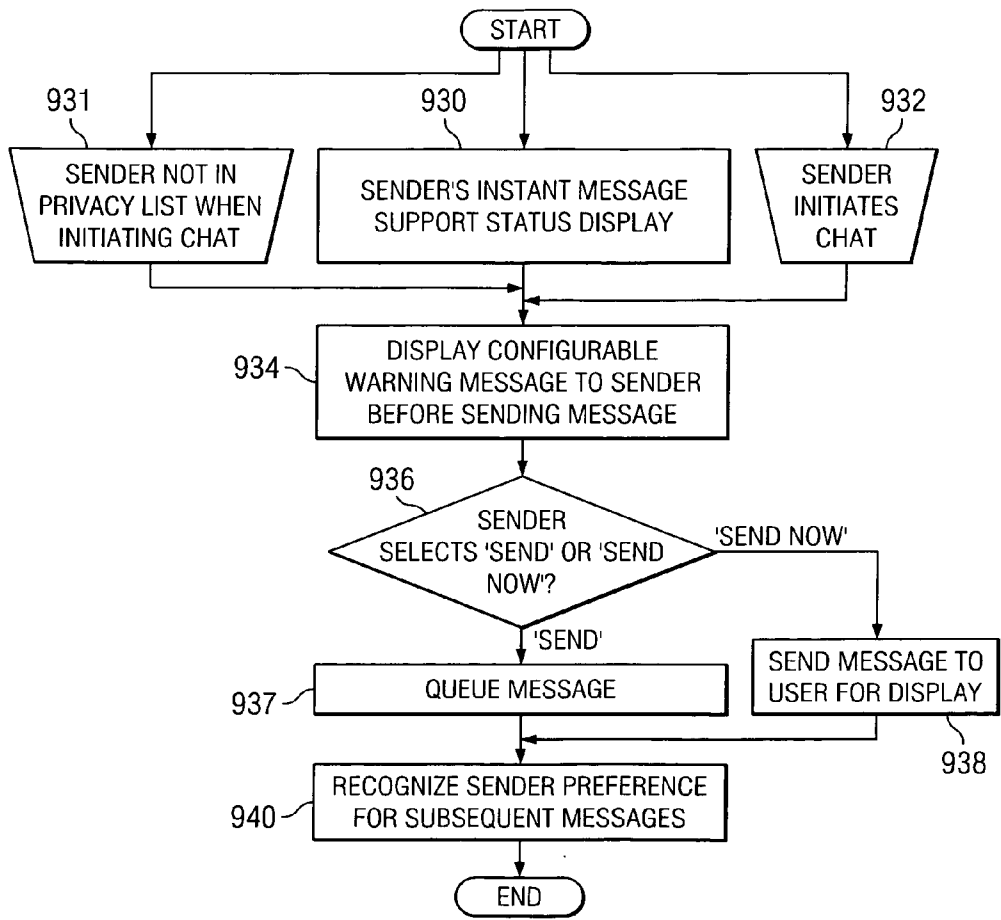 START
931
930
932
SENDER NOT IN
PRIVACY LIST WHEN
INITIATING CHAT
SENDER'S INSTANT MESSAGE
SUPPORT STATUS DISPLAY
SENDER
INITIATES
CHAT
934
DISPLAY CONFIGURABLE
WARNING MESSAGE TO SENDER
BEFORE SENDING MESSAGE
936
SENDER
SELECTS 'SEND' OR 'SEND
NOW'?
'SEND NOW'
'SEND'
937
QUEUE MESSAGE
SEND MESSAGE TO
USER FOR DISPLAY
938
940
RECOGNIZE SENDER PREFERENCE
FOR SUBSEQUENT MESSAGES
END